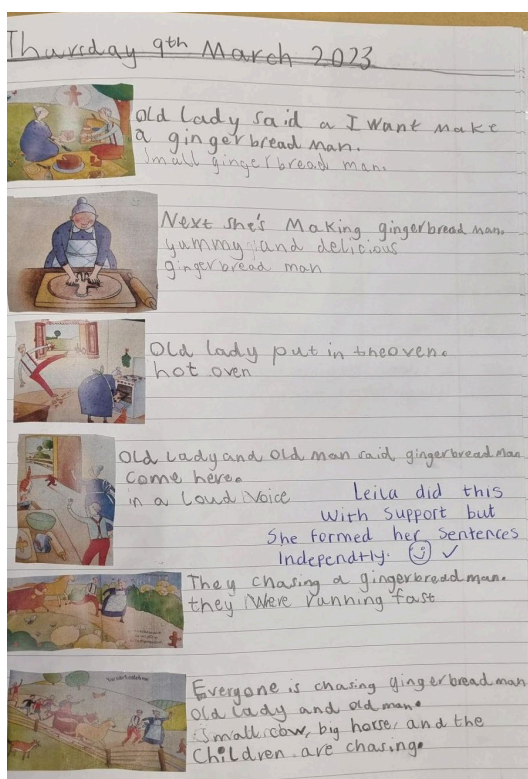 Thursday 9th March 2023
Old lady said a I want make
a gingerbread man.
Small gingerbread man.
Next she's Making gingerbread man.
yummy and delicious
gingerbread man
Old lady put in theoven.
hot oven
Old Lady and old man said gingerbread man
come here.
in a loud Voice
Leila did this
with support but
She formed her sentences
Independtly. ☺ ✓
They chasing a gingerbread man.
they Were running fast
Everyone is chasing gingerbread man
old lady and old man.
Small cow, big horse, and the
Children are chasing.